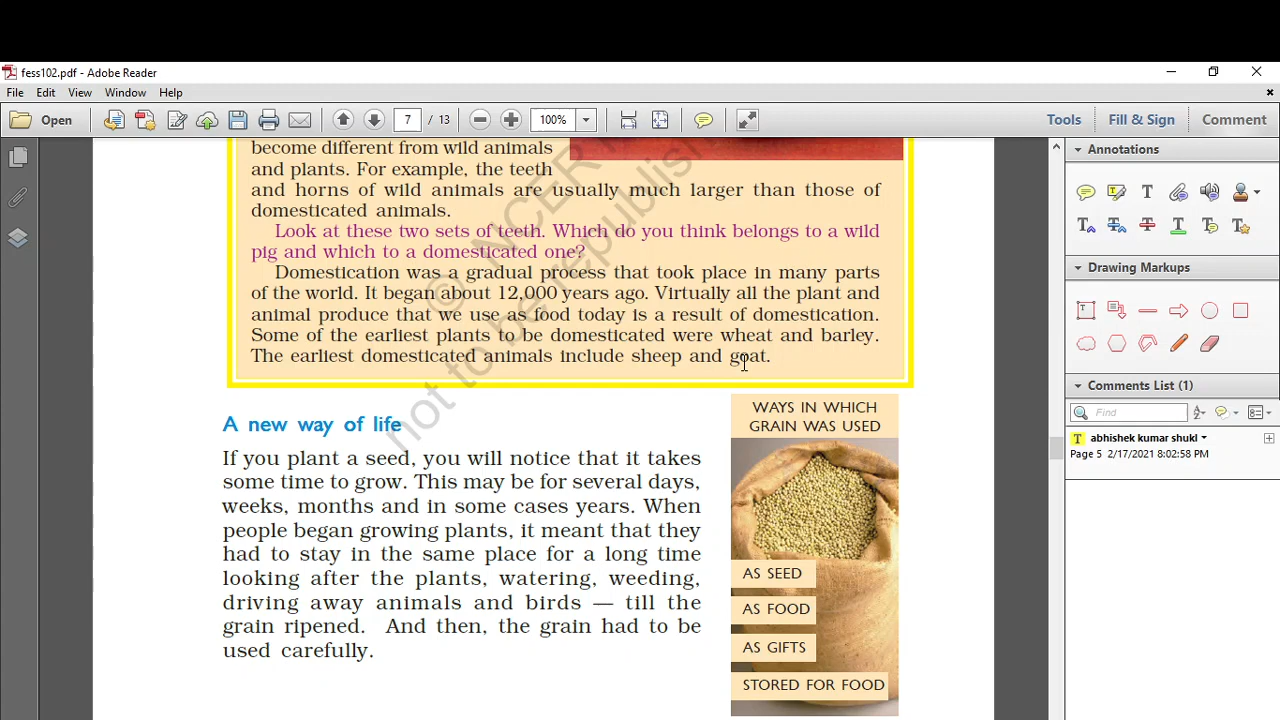 fess102.pdf - Adobe Reader
File Edit View Window Help
Open 7 / 13 100% Tools Fill & Sign Comment
become different from wild animals
and plants. For example, the teeth
and horns of wild animals are usually much larger than those of
domesticated animals.
Look at these two sets of teeth. Which do you think belongs to a wild
pig and which to a domesticated one?
Domestication was a gradual process that took place in many parts
of the world. It began about 12,000 years ago. Virtually all the plant and
animal produce that we use as food today is a result of domestication.
Some of the earliest plants to be domesticated were wheat and barley.
The earliest domesticated animals include sheep and goat.
© NCER
not to be republish
A new way of life
If you plant a seed, you will notice that it takes
some time to grow. This may be for several days,
weeks, months and in some cases years. When
people began growing plants, it meant that they
had to stay in the same place for a long time
looking after the plants, watering, weeding,
driving away animals and birds — till the
grain ripened. And then, the grain had to be
used carefully.
WAYS IN WHICH
GRAIN WAS USED
AS SEED
AS FOOD
AS GIFTS
STORED FOR FOOD
Annotations
Drawing Markups
Comments List (1)
Find
abhishek kumar shukl
Page 5 2/17/2021 8:02:58 PM